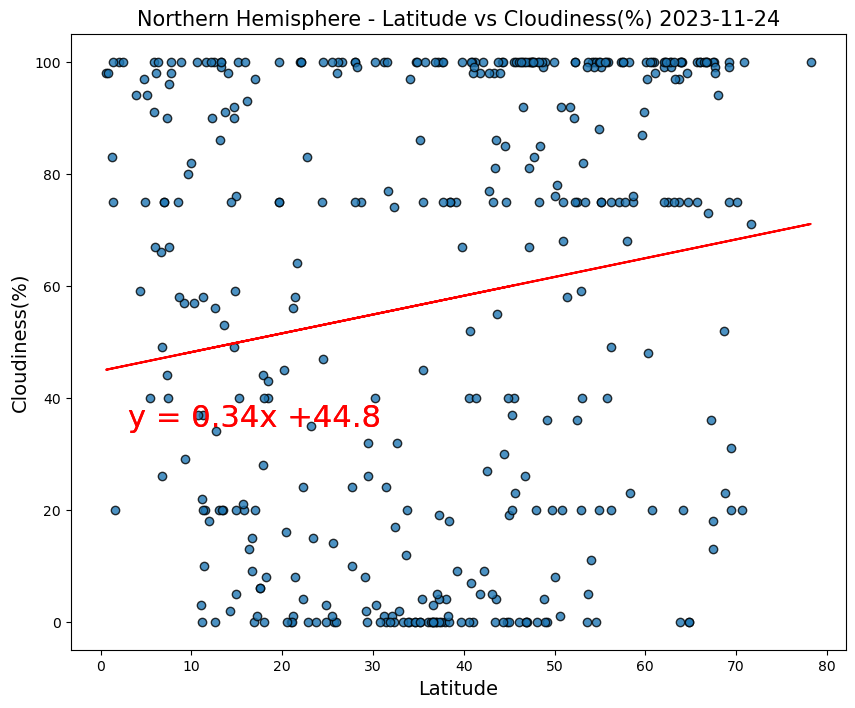 Northern Hemisphere - Latitude vs Cloudiness(%) 2023-11-24
Cloudiness(%)
100
80
60
40
20
0
y = 0.34x +44.8
0 10 20 30 40 50 60 70 80
Latitude